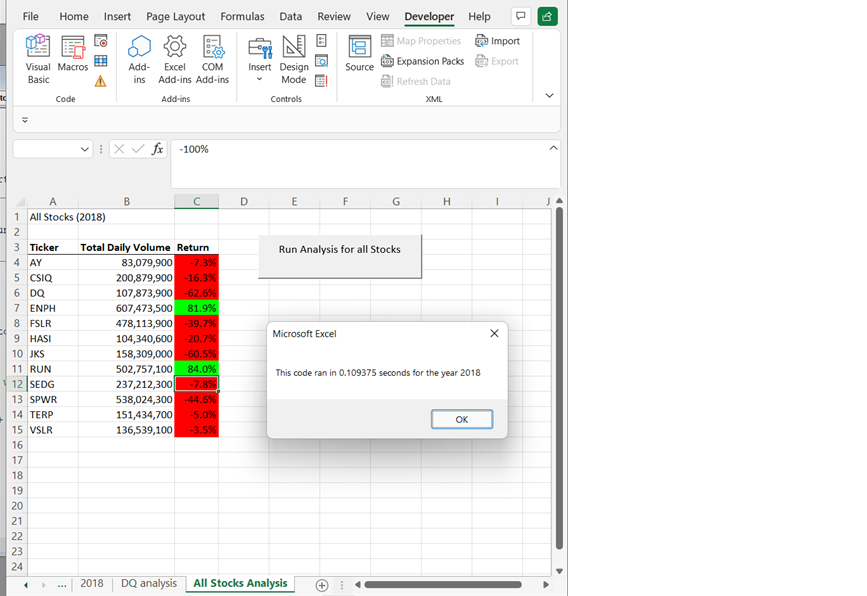 File Home Insert Page Layout Formulas Data Review View Developer Help
Visual Basic
Macros
Add-ins
Excel Add-ins
COM Add-ins
Insert
Design Mode
Source
Map Properties
Expansion Packs
Refresh Data
Import
Export
Code Add-ins Controls XML
fx -100%
A B C D E F G H I J
1 All Stocks (2018)
2
3 Ticker Total Daily Volume Return
4 AY 83,079,900 -7.3%
5 CSIQ 200,879,900 -16.3%
6 DQ 107,873,900 -62.6%
7 ENPH 607,473,500 81.9%
8 FSLR 478,113,900 -39.7%
9 HASI 104,340,600 -20.7%
10 JKS 158,309,000 -60.5%
11 RUN 502,757,100 84.0%
12 SEDG 237,212,300 -7.8%
13 SPWR 538,024,300 -44.6%
14 TERP 151,434,700 -5.0%
15 VSLR 136,539,100 -3.5%
16
17
18
19
20
21
22
23
24
Run Analysis for all Stocks
Microsoft Excel
This code ran in 0.109375 seconds for the year 2018
OK
... 2018 DQ analysis All Stocks Analysis